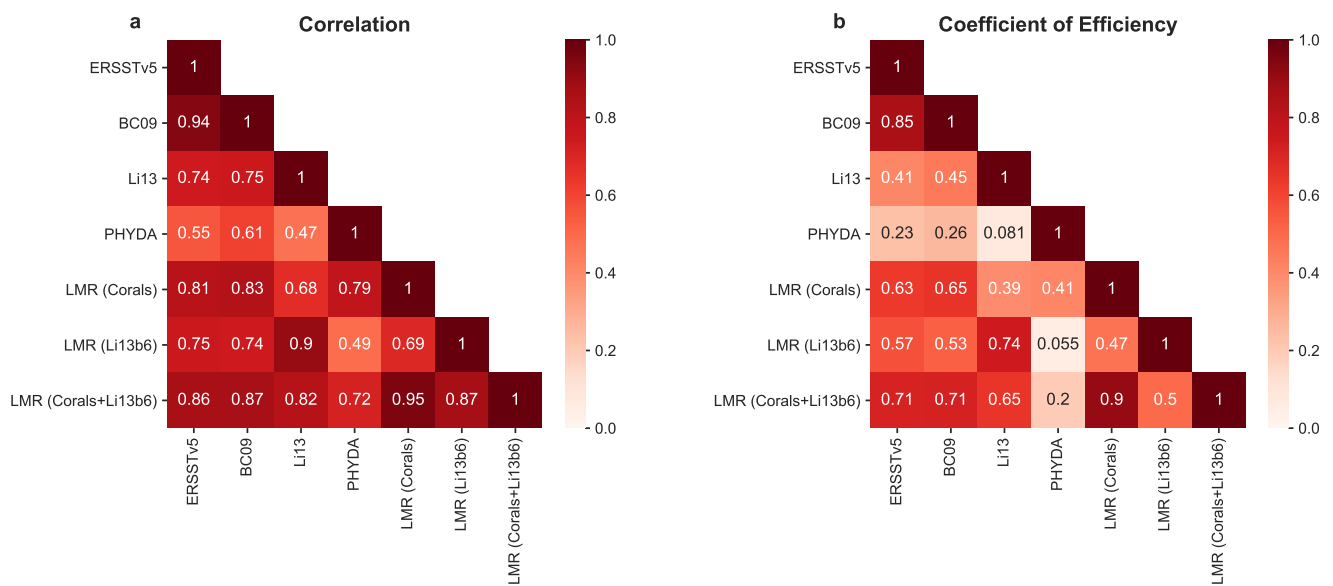 a Correlation
ERSSTv5 1
BC09 0.94 1
Li13 0.74 0.75 1
PHYDA 0.55 0.61 0.47 1
LMR (Corals) 0.81 0.83 0.68 0.79 1
LMR (Li13b6) 0.75 0.74 0.9 0.49 0.69 1
LMR (Corals+Li13b6) 0.86 0.87 0.82 0.72 0.95 0.87 1
ERSSTv5 BC09 Li13 PHYDA LMR (Corals) LMR (Li13b6) LMR (Corals+Li13b6)
1.0
0.8
0.6
0.4
0.2
0.0
b Coefficient of Efficiency
ERSSTv5 1
BC09 0.85 1
Li13 0.41 0.45 1
PHYDA 0.23 0.26 0.081 1
LMR (Corals) 0.63 0.65 0.39 0.41 1
LMR (Li13b6) 0.57 0.53 0.74 0.055 0.47 1
LMR (Corals+Li13b6) 0.71 0.71 0.65 0.2 0.9 0.5 1
ERSSTv5 BC09 Li13 PHYDA LMR (Corals) LMR (Li13b6) LMR (Corals+Li13b6)
1.0
0.8
0.6
0.4
0.2
0.0